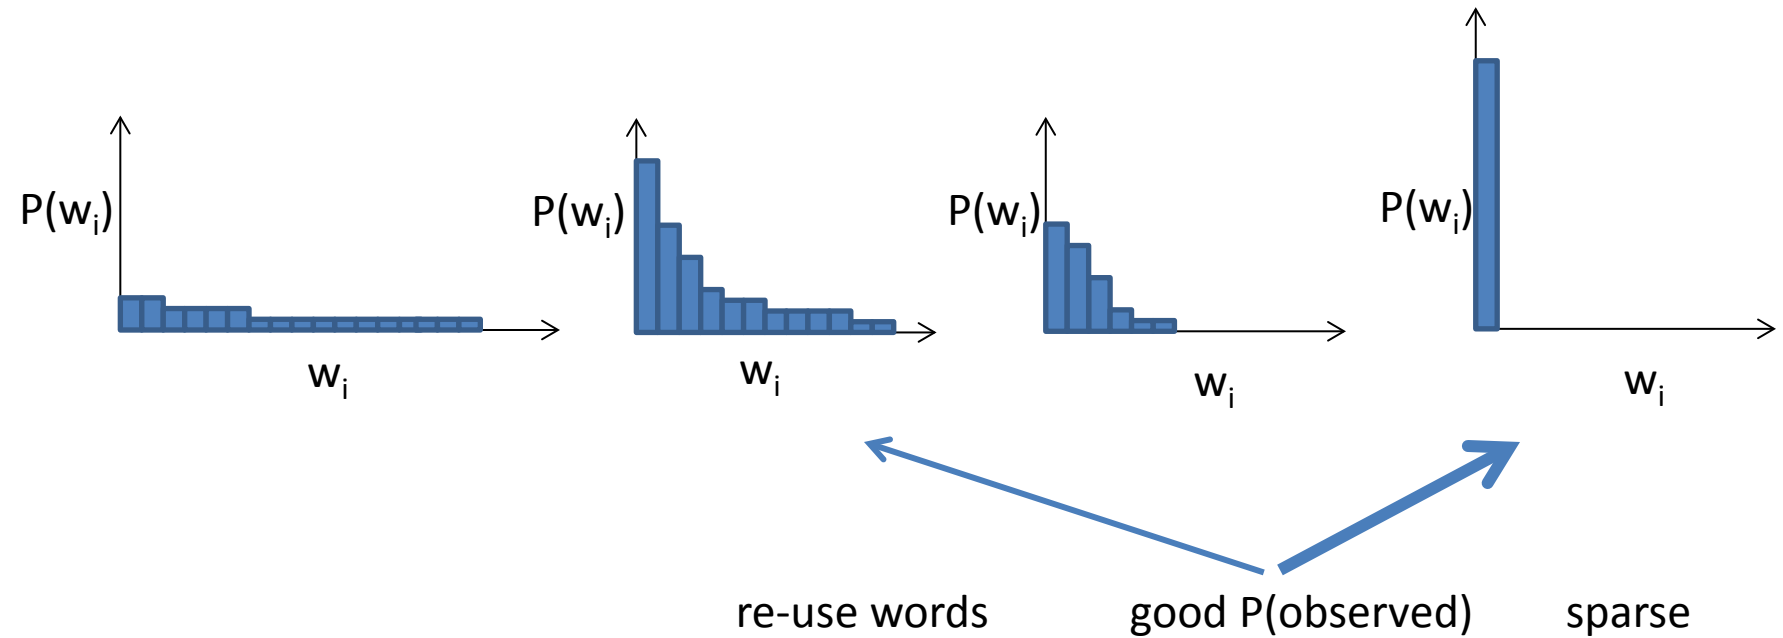 P(wi)
P(wi)
P(wi)
P(wi)
wi
wi
wi
wi
re-use words
good P(observed)
sparse